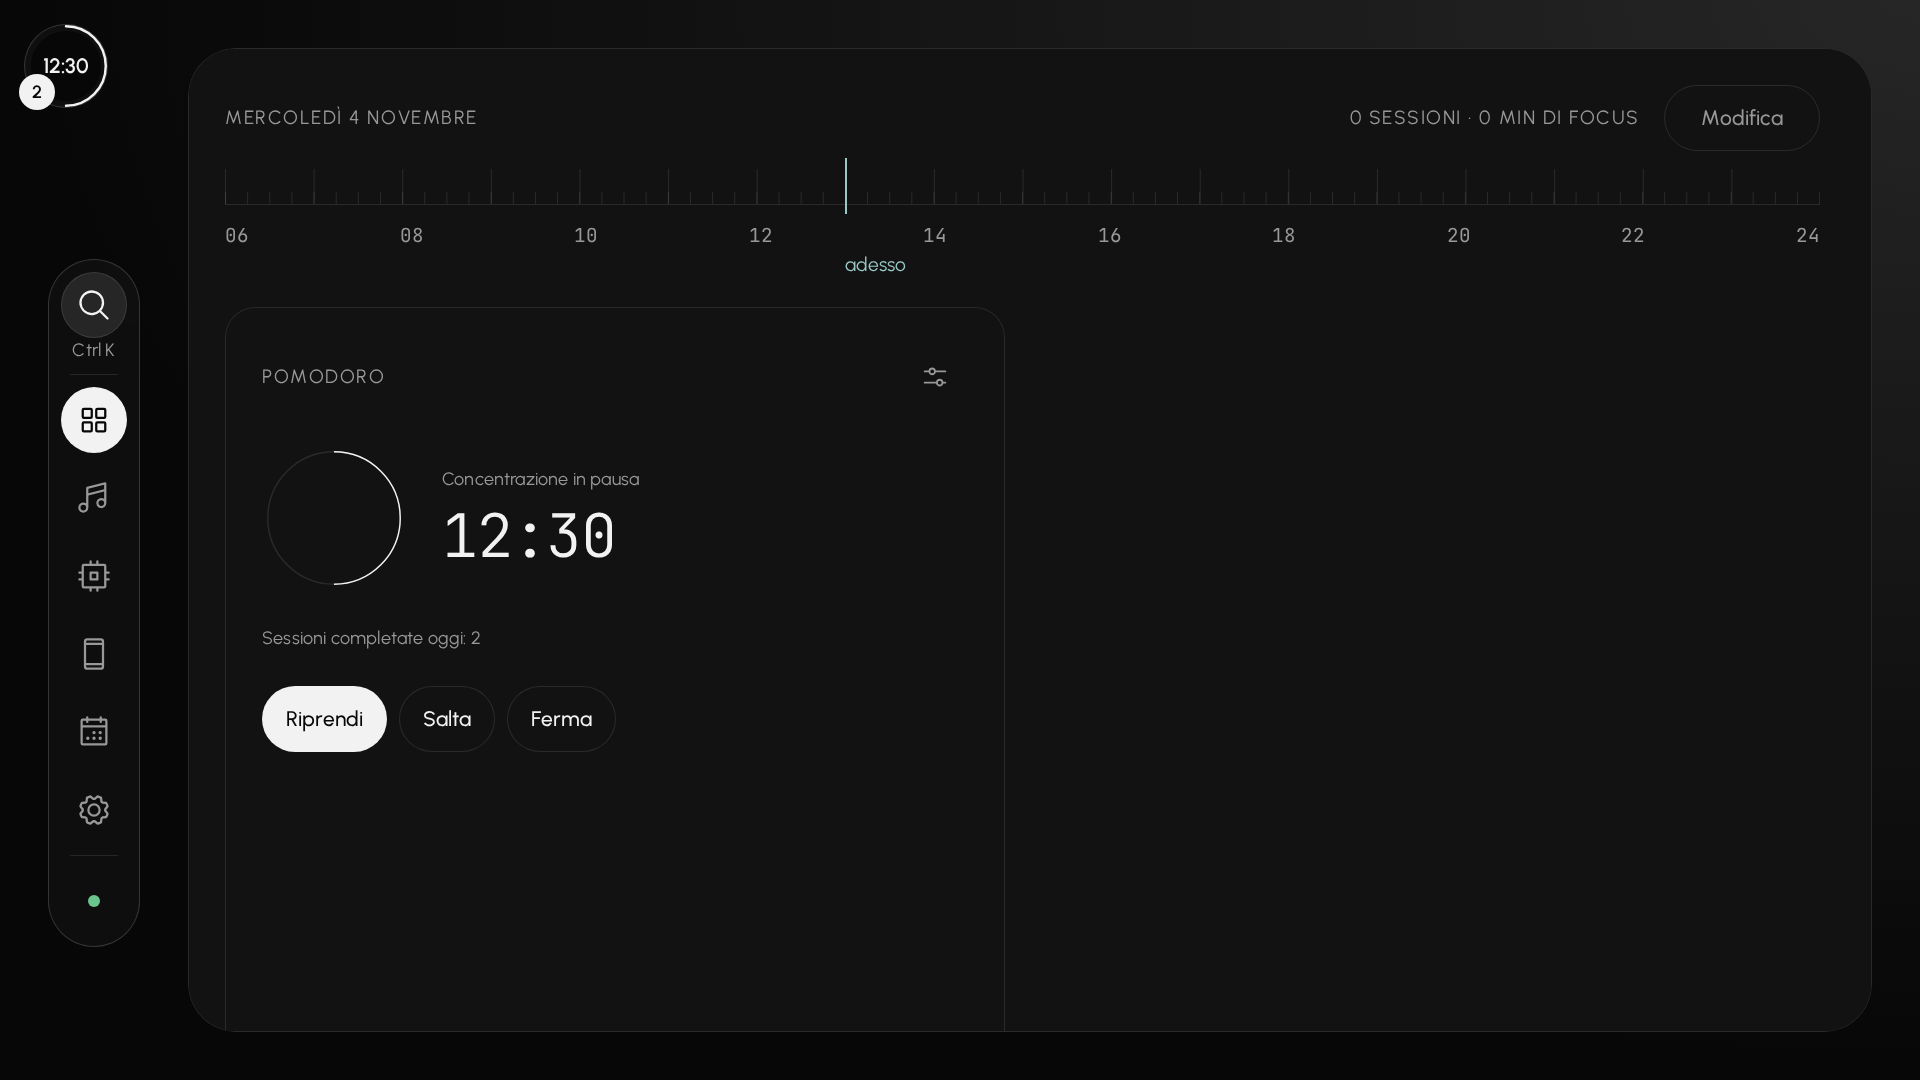 12:30
2
MERCOLEDÌ 4 NOVEMBRE
0 SESSIONI · 0 MIN DI FOCUS
Modifica
06 08 10 12 14 16 18 20 22 24
adesso
Ctrl K
POMODORO
Concentrazione in pausa
12:30
Sessioni completate oggi: 2
Riprendi
Salta
Ferma